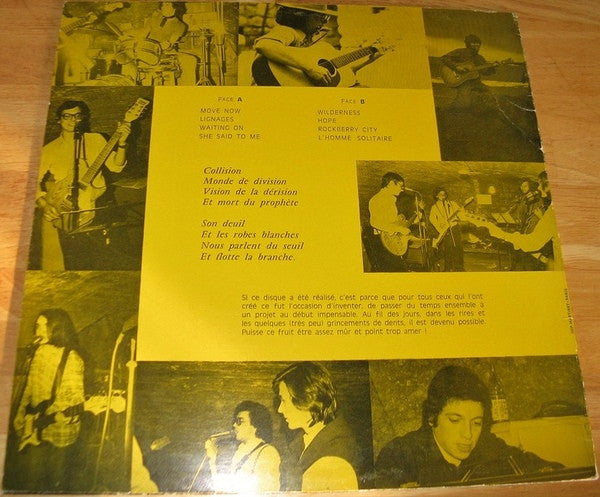 FACE A
MOVE NOW
LIGNAGES
WAITING ON
SHE SAID TO ME
FACE B
WILDERNESS
HOPE
ROCKBERRY CITY
L'HOMME SOLITAIRE
Collision
Monde de division
Vision de la dérision
Et mort du prophète
Son deuil
Et les robes blanches
Nous parlent du seuil
Et flotte la branche.
Si ce disque a été réalisé, c'est parce que pour tous ceux qui l'ont
créé ce fut l'occasion d'inventer, de passer du temps ensemble à
un projet au début impensable. Au fil des jours, dans les rires et
les quelques (très peu) grincements de dents, il est devenu possible.
Puisse ce fruit être assez mûr et point trop amer !